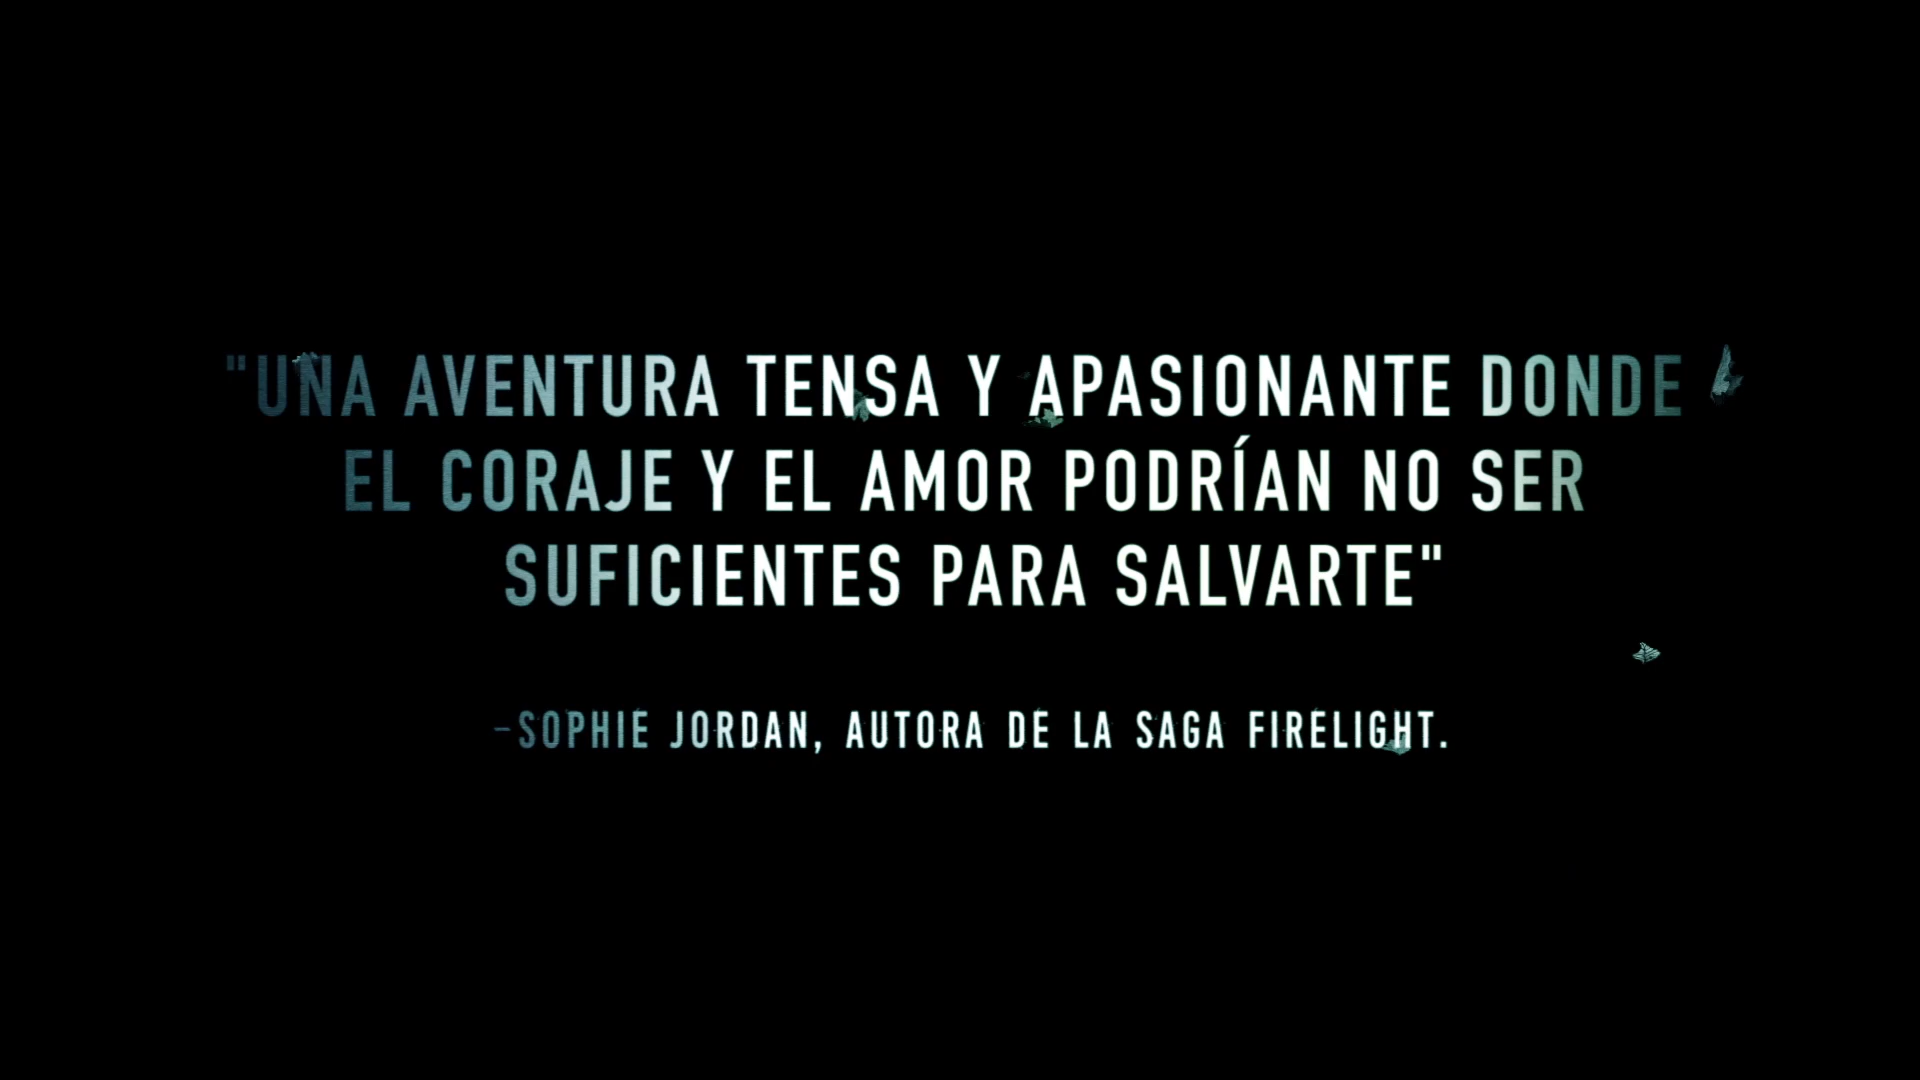 "UNA AVENTURA TENSA Y APASIONANTE DONDE
EL CORAJE Y EL AMOR PODRÍAN NO SER
SUFICIENTES PARA SALVARTE"
–SOPHIE JORDAN, AUTORA DE LA SAGA FIRELIGHT.